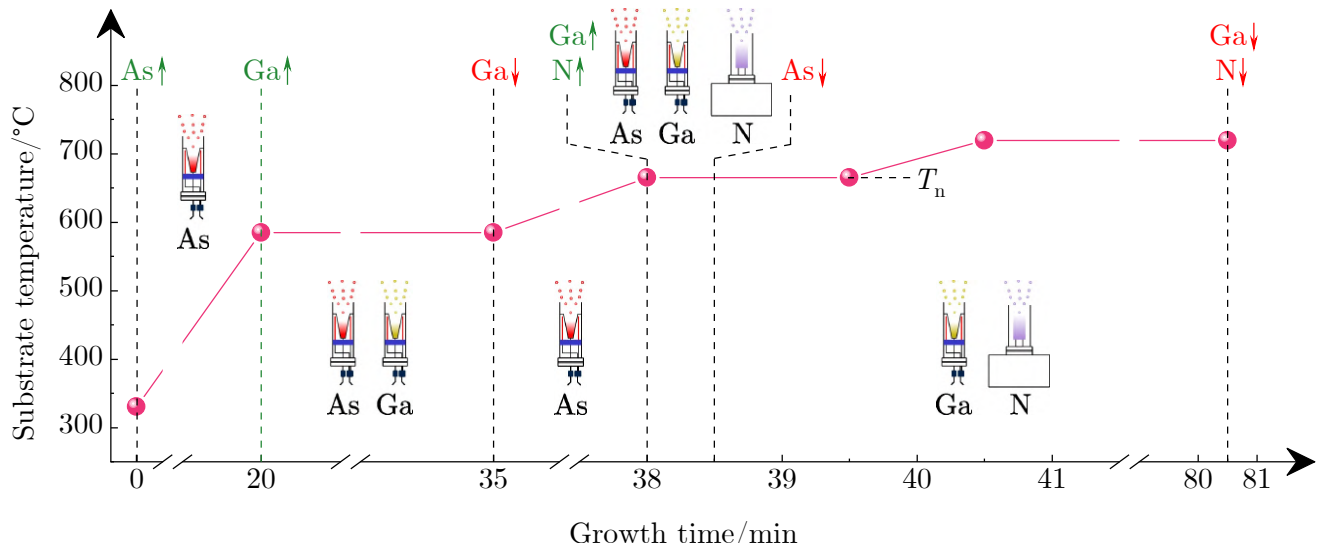 As↑
Ga↑
Ga↓
Ga↑
N↑
As Ga N
As↓
Ga↓
N↓
800
700
600
500
400
300
Substrate temperature/°C
As
Tn
As Ga
As
Ga N
0 20 35 38 39 40 41 80 81
Growth time/min